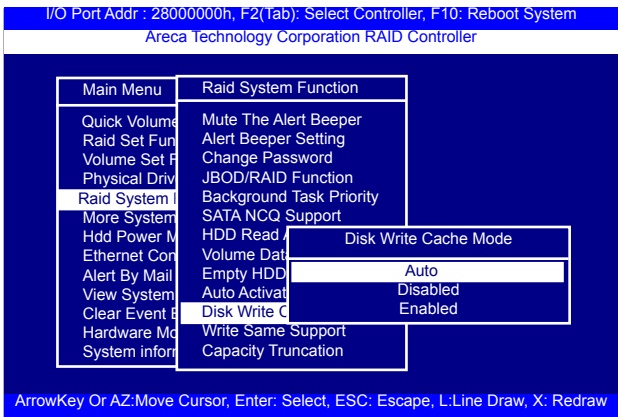 I/O Port Addr : 28000000h, F2(Tab): Select Controller, F10: Reboot System
Areca Technology Corporation RAID Controller
Main Menu
Quick Volume
Raid Set Fun
Volume Set F
Physical Driv
Raid System
More System
Hdd Power M
Ethernet Con
Alert By Mail
View System
Clear Event
Hardware Mo
System inform
Raid System Function
Mute The Alert Beeper
Alert Beeper Setting
Change Password
JBOD/RAID Function
Background Task Priority
SATA NCQ Support
HDD Read
Volume Dat
Empty HDD
Auto Activat
Disk Write C
Write Same Support
Capacity Truncation
Disk Write Cache Mode
Auto
Disabled
Enabled
ArrowKey Or AZ:Move Cursor, Enter: Select, ESC: Escape, L:Line Draw, X: Redraw